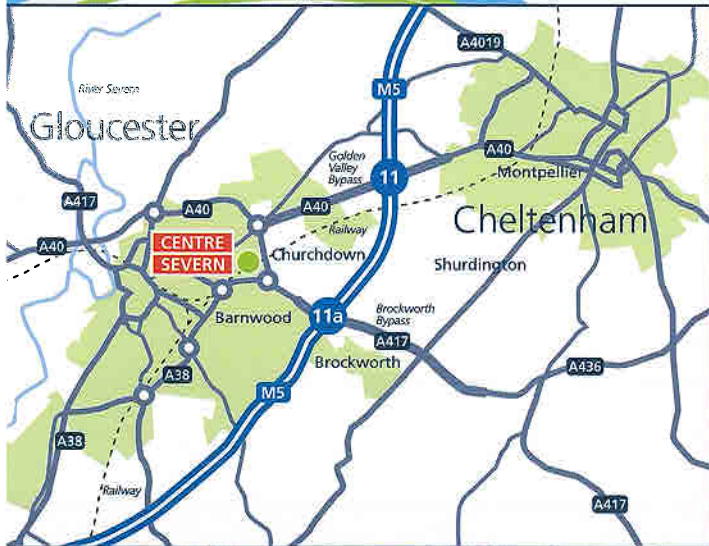 A4019
River Severn
M5
Gloucester
A40
Golden
Valley
Bypass
11
Montpellier
A417
A40
A40
Cheltenham
Railway
A40
CENTRE
SEVERN
Churchdown
Shurdington
11a
Brockworth
Bypass
Barnwood
A417
Brockworth
A436
A38
M5
A38
Railway
A417